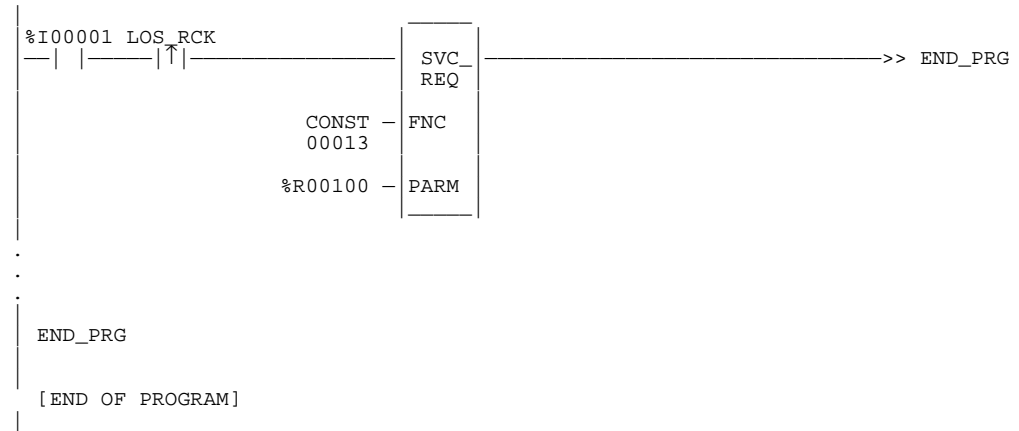 %I00001 LOS_RCK
SVC_ >> END_PRG
REQ
CONST FNC
00013
%R00100 PARM
.
.
.
END_PRG
[END OF PROGRAM]